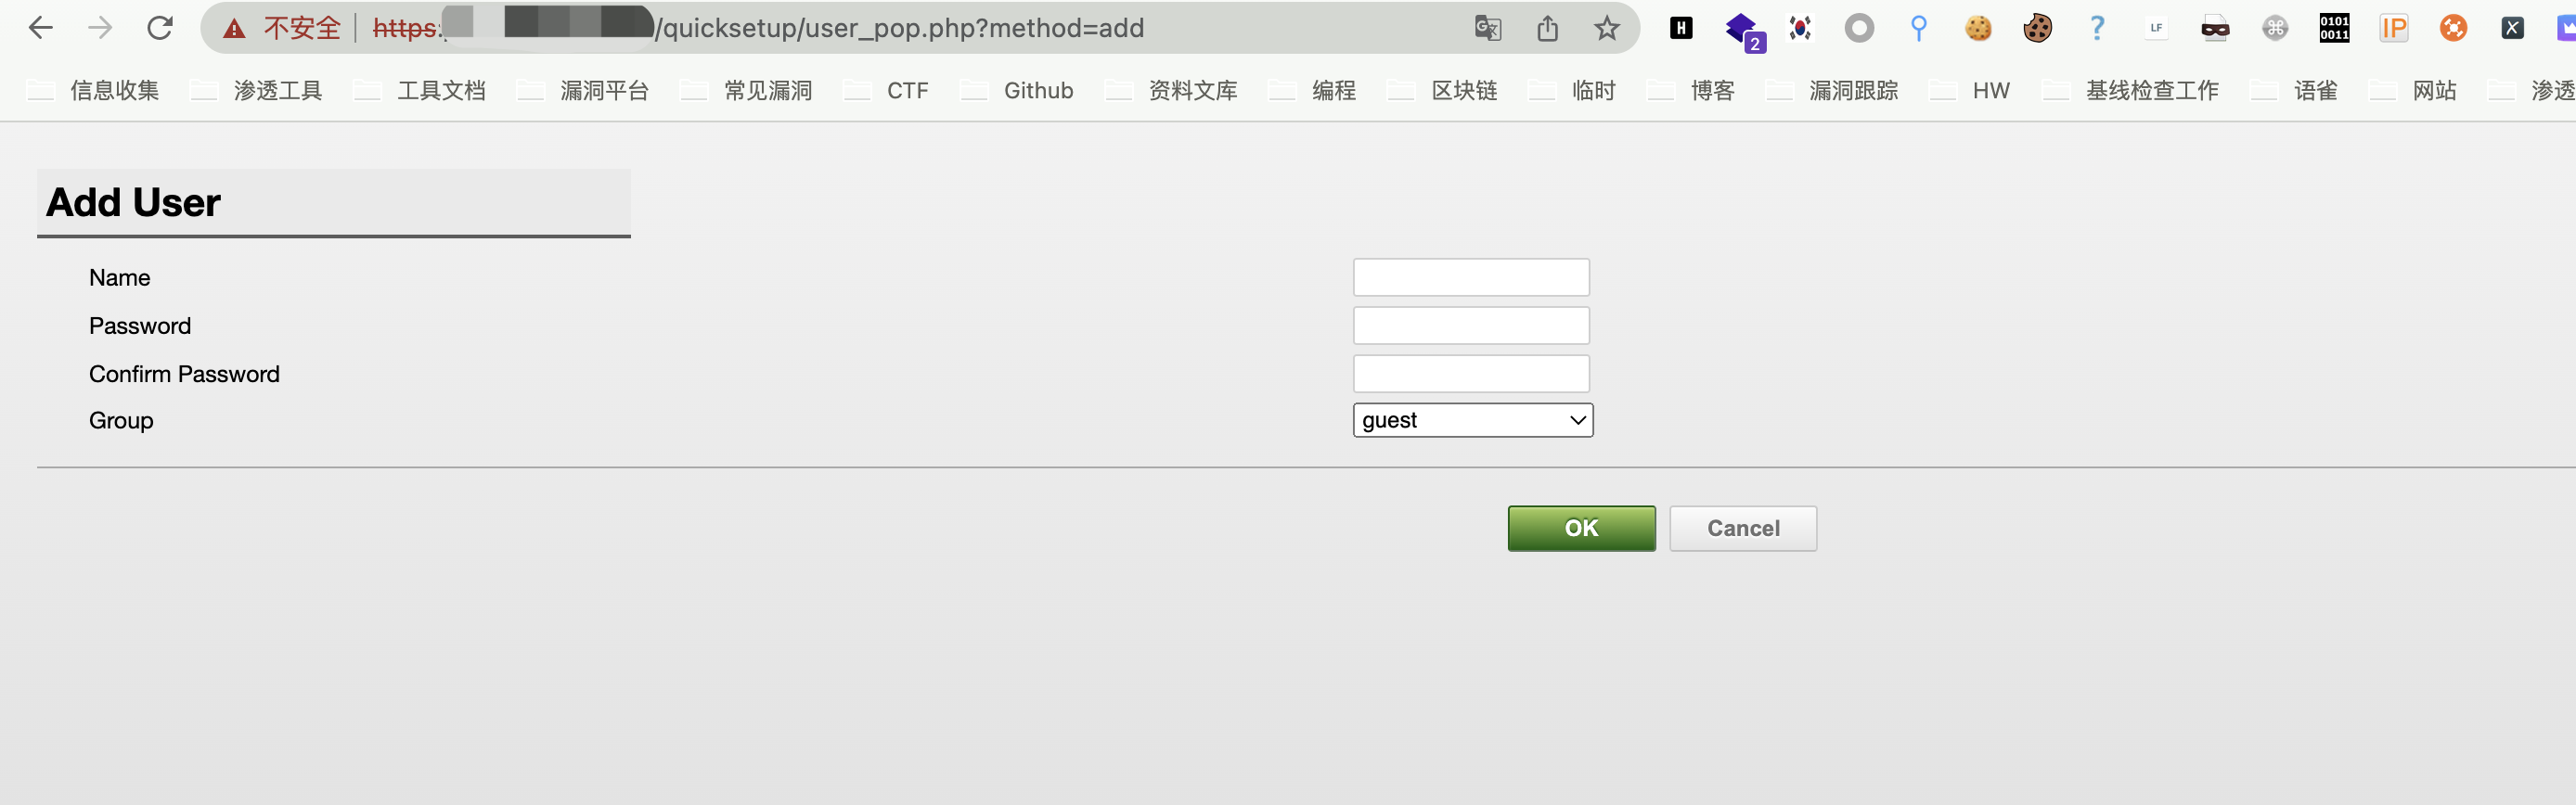 不安全 https:/quicksetup/user_pop.php?method=add H 2 ? LF 0101 0011 IP X
信息收集 渗透工具 工具文档 漏洞平台 常见漏洞 CTF Github 资料文库 编程 区块链 临时 博客 漏洞跟踪 HW 基线检查工作 语雀 网站 渗透
Add User
Name
Password
Confirm Password
Group guest
OK Cancel